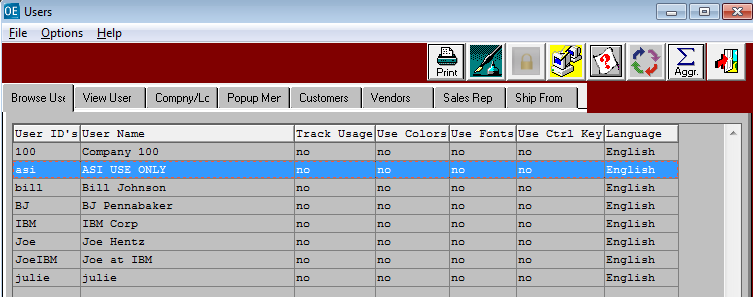 OE Users
File Options Help
Print Aggr.
Browse Use View User Compny/Lo Popup Mer Customers Vendors Sales Rep Ship From
User ID's User Name Track Usage Use Colors Use Fonts Use Ctrl Key Language
100 Company 100 no no no no English
asi ASI USE ONLY no no no no English
bill Bill Johnson no no no no English
BJ BJ Pennabaker no no no no English
IBM IBM Corp no no no no English
Joe Joe Hentz no no no no English
JoeIBM Joe at IBM no no no no English
julie julie no no no no English